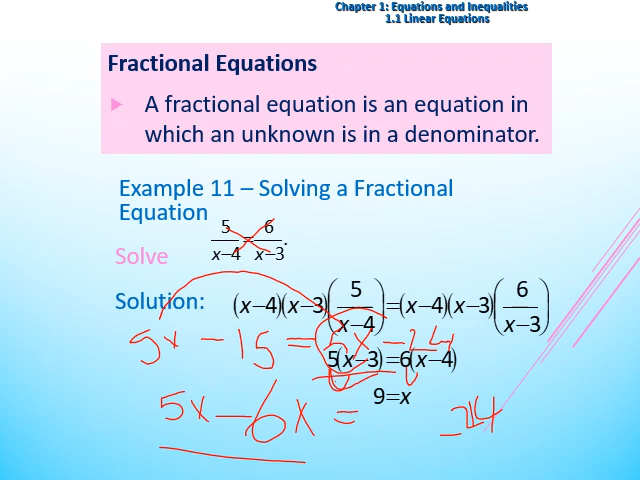 Chapter 1: Equations and Inequalities
1.1 Linear Equations
Fractional Equations
A fractional equation is an equation in
which an unknown is in a denominator.
Example 11 – Solving a Fractional
Equation
Solve 5/(x–4) = 6/(x–3).
Solution: (x–4)(x–3)(5/(x–4)) = (x–4)(x–3)(6/(x–3))
5x – 15 = 6x – 24
5(x–3) = 6(x–4)
9 = x
5x – 6x = –24